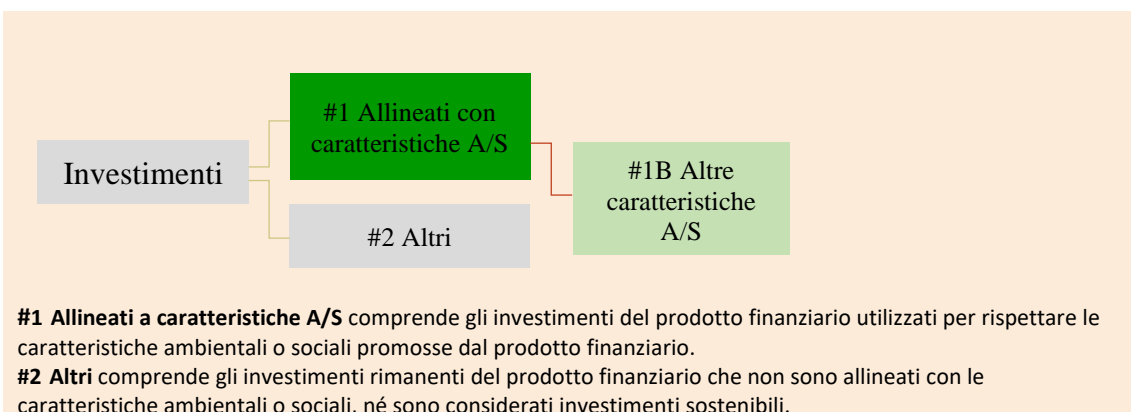 #1 Allineati con
caratteristiche A/S
Investimenti
#1B Altre
caratteristiche
A/S
#2 Altri
#1 Allineati a caratteristiche A/S comprende gli investimenti del prodotto finanziario utilizzati per rispettare le
caratteristiche ambientali o sociali promosse dal prodotto finanziario.
#2 Altri comprende gli investimenti rimanenti del prodotto finanziario che non sono allineati con le
caratteristiche ambientali o sociali, né sono considerati investimenti sostenibili.